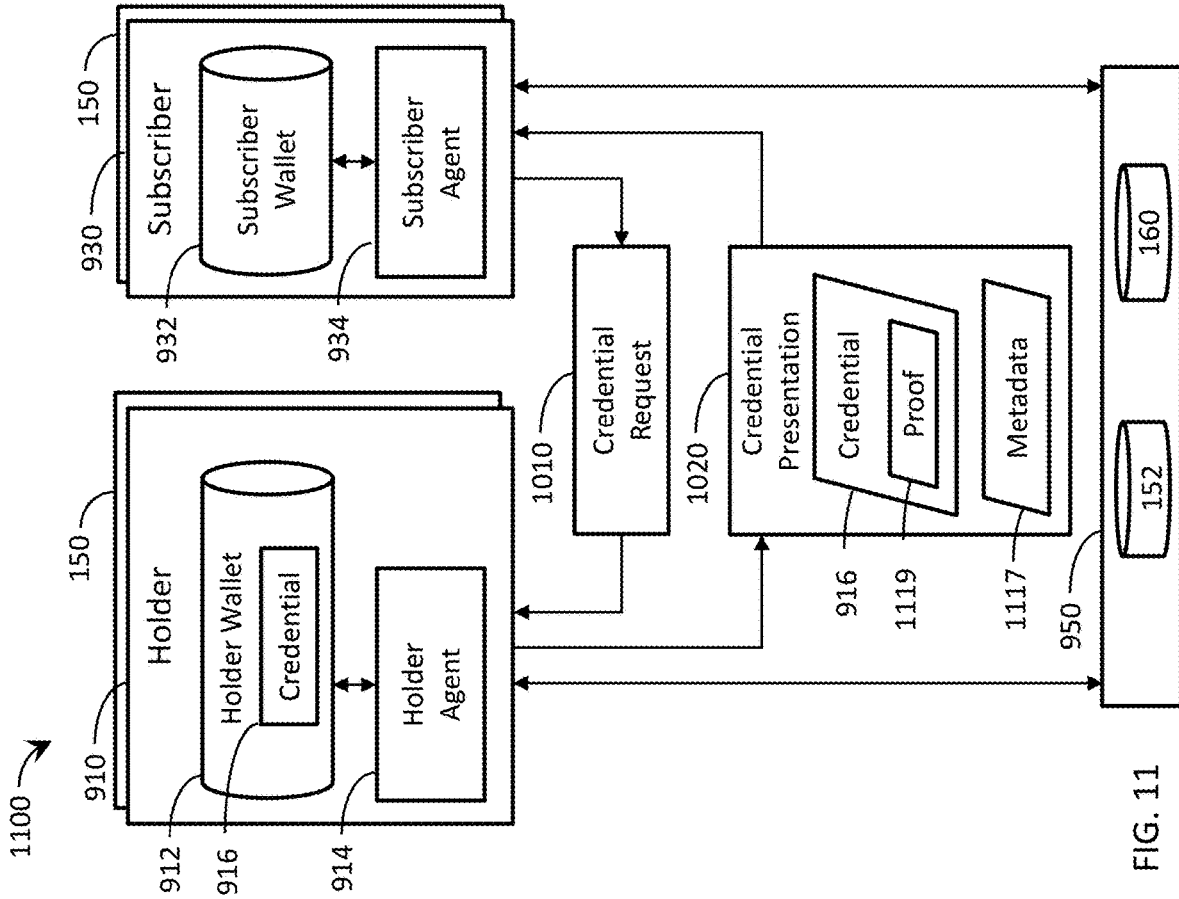 1100
910
150
Holder
912
Holder Wallet
916
Credential
914
Holder
Agent
930
150
Subscriber
932
Subscriber
Wallet
934
Subscriber
Agent
1010
Credential
Request
1020
Credential
Presentation
916
Credential
1119
Proof
1117
Metadata
950
152
160
FIG. 11